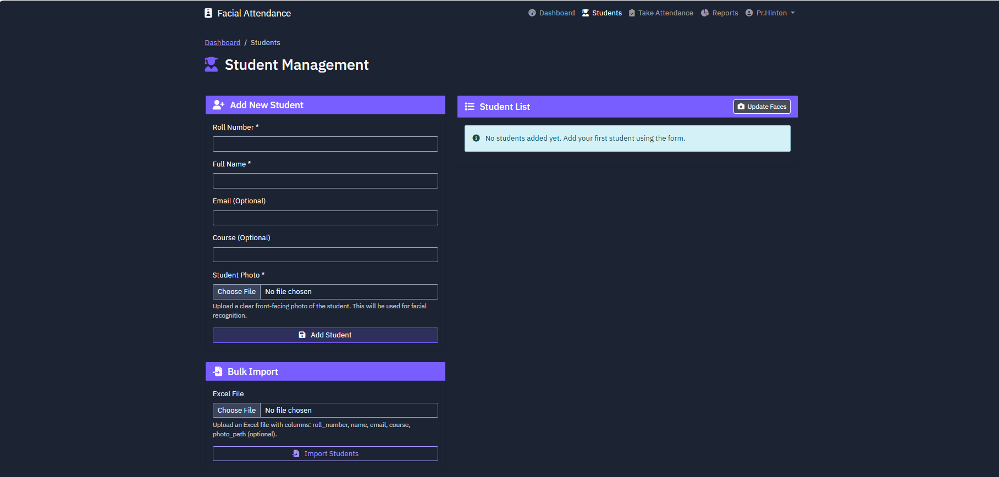 Facial Attendance
Dashboard Students Take Attendance Reports Pr.Hinton
Dashboard / Students
Student Management
Add New Student
Roll Number *
Full Name *
Email (Optional)
Course (Optional)
Student Photo *
Choose File No file chosen
Upload a clear front-facing photo of the student. This will be used for facial
recognition.
Add Student
Bulk Import
Excel File
Choose File No file chosen
Upload an Excel file with columns: roll_number, name, email, course,
photo_path (optional).
Import Students
Student List
Update Faces
No students added yet. Add your first student using the form.